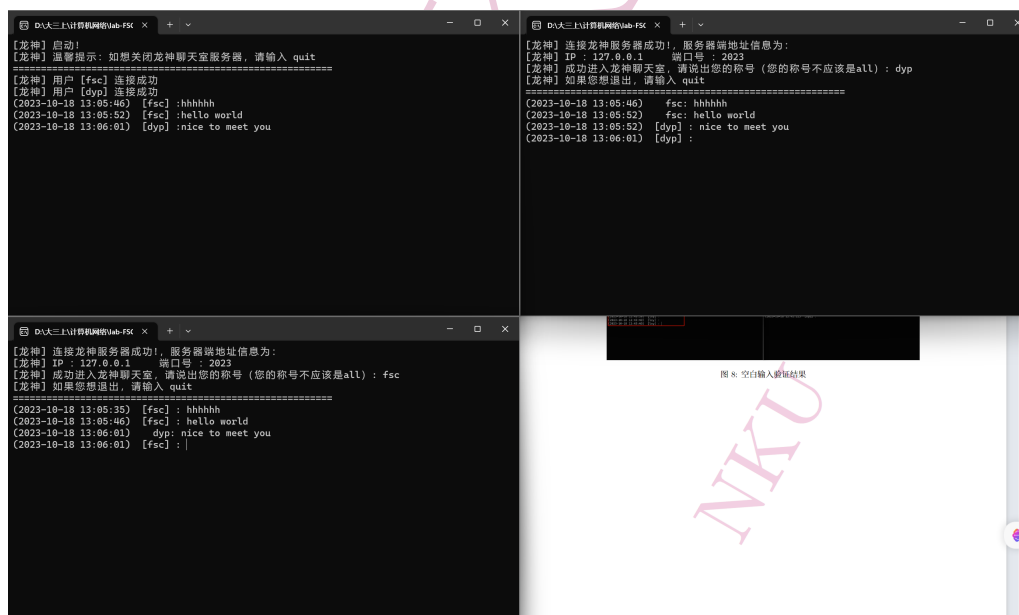 D:\大三上\计算机网络\lab-FSC
[龙神] 启动!
[龙神] 温馨提示: 如想关闭龙神聊天室服务器, 请输入 quit
=========================================================
[龙神] 用户 [fsc] 连接成功
[龙神] 用户 [dyp] 连接成功
(2023-10-18 13:05:46) [fsc] :hhhhhh
(2023-10-18 13:05:52) [fsc] :hello world
(2023-10-18 13:06:01) [dyp] :nice to meet you
D:\大三上\计算机网络\lab-FSC
[龙神] 连接龙神服务器成功!, 服务器端地址信息为:
[龙神] IP : 127.0.0.1 端口号 : 2023
[龙神] 成功进入龙神聊天室, 请说出您的称号 (您的称号不应该是all) : dyp
[龙神] 如果您想退出, 请输入 quit
=========================================================
(2023-10-18 13:05:46) fsc: hhhhhh
(2023-10-18 13:05:52) fsc: hello world
(2023-10-18 13:05:52) [dyp] : nice to meet you
(2023-10-18 13:06:01) [dyp] :
D:\大三上\计算机网络\lab-FSC
[龙神] 连接龙神服务器成功!, 服务器端地址信息为:
[龙神] IP : 127.0.0.1 端口号 : 2023
[龙神] 成功进入龙神聊天室, 请说出您的称号 (您的称号不应该是all) : fsc
[龙神] 如果您想退出, 请输入 quit
=========================================================
(2023-10-18 13:05:35) [fsc] : hhhhhh
(2023-10-18 13:05:46) [fsc] : hello world
(2023-10-18 13:06:01) dyp: nice to meet you
(2023-10-18 13:06:01) [fsc] :
图 8: 空白输入验证结果
NKU